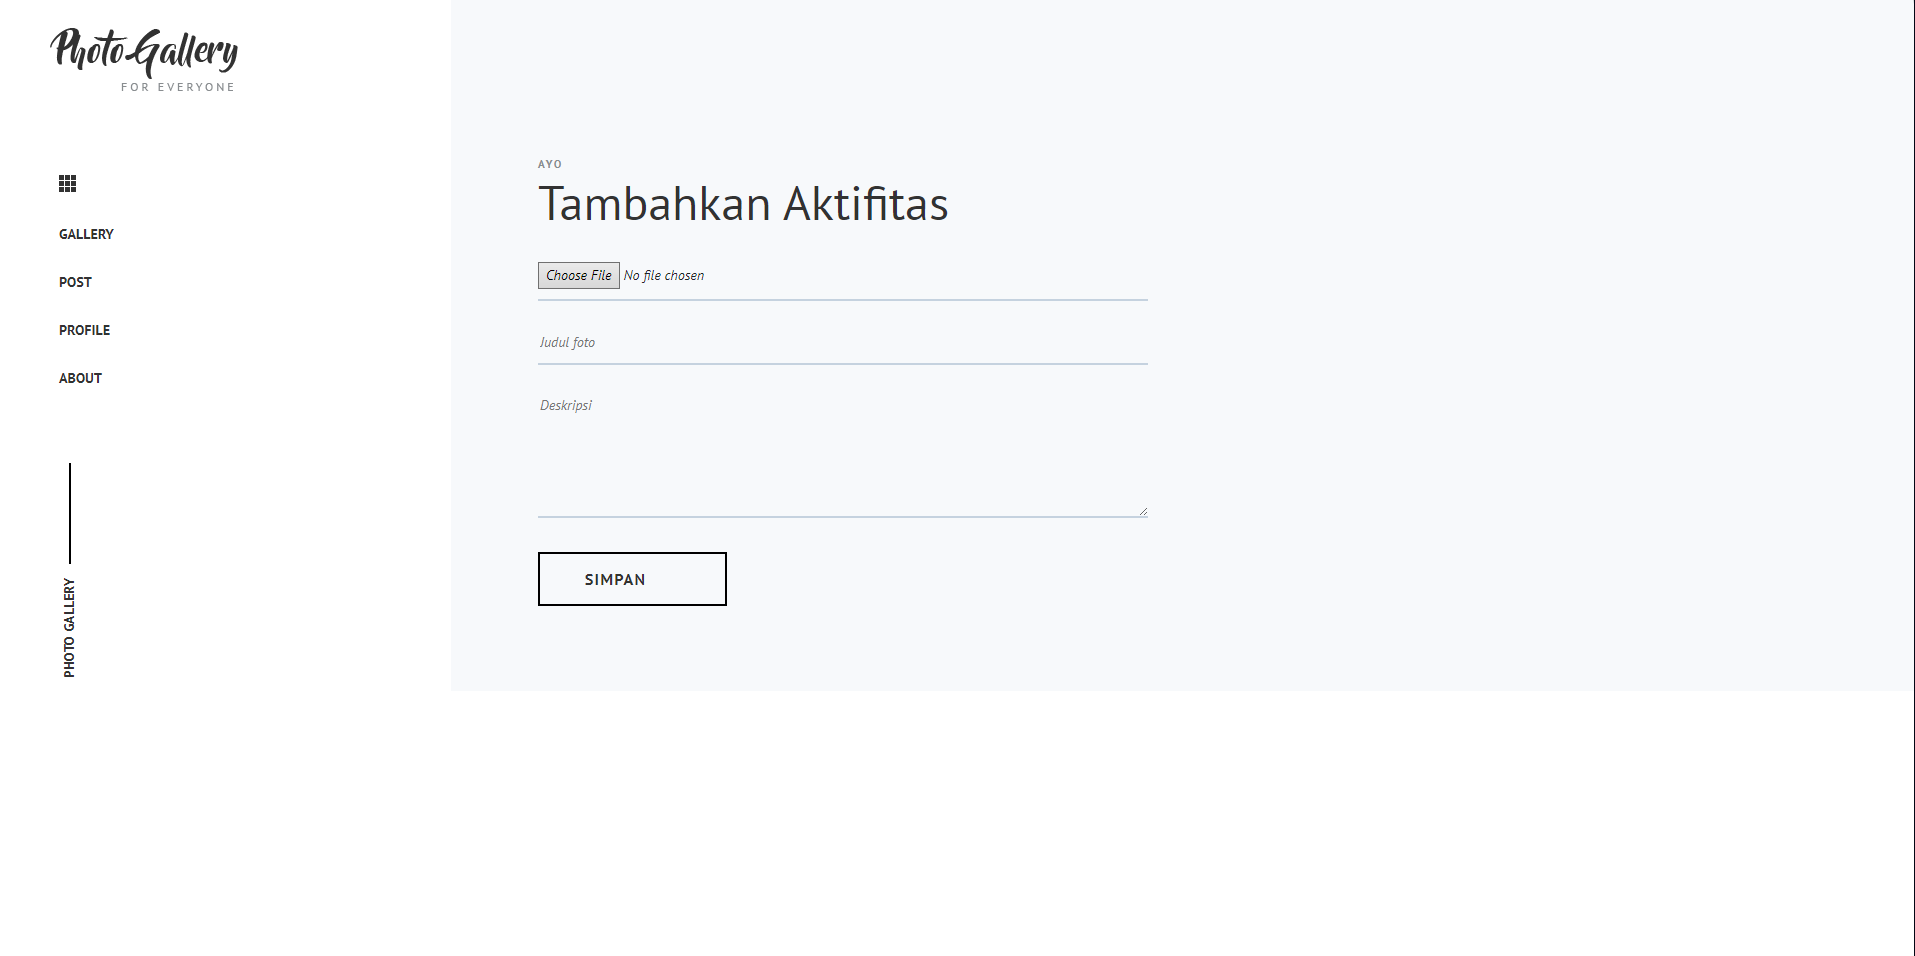 Photo Gallery
FOR EVERYONE
GALLERY
POST
PROFILE
ABOUT
PHOTO GALLERY
AYO
Tambahkan Aktifitas
Choose File No file chosen
Judul foto
Deskripsi
SIMPAN